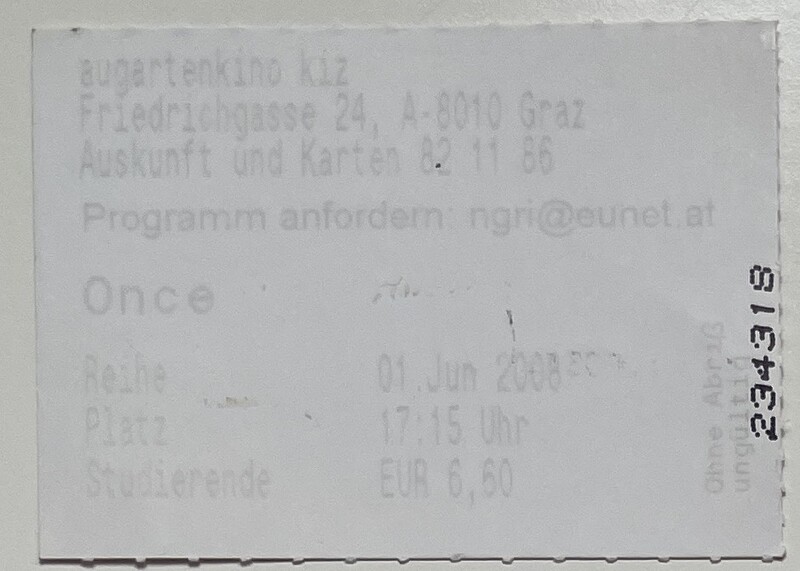 augartenkino kiz
Friedrichgasse 24, A-8010 Graz
Auskunft und Karten 82 11 86
Programm anfordern: ngri@eunet.at
Once
Reihe 01.Jun 2008
Platz 17:15 Uhr
Studierende EUR 6,60
Ohne Abriß
ungültig
234318